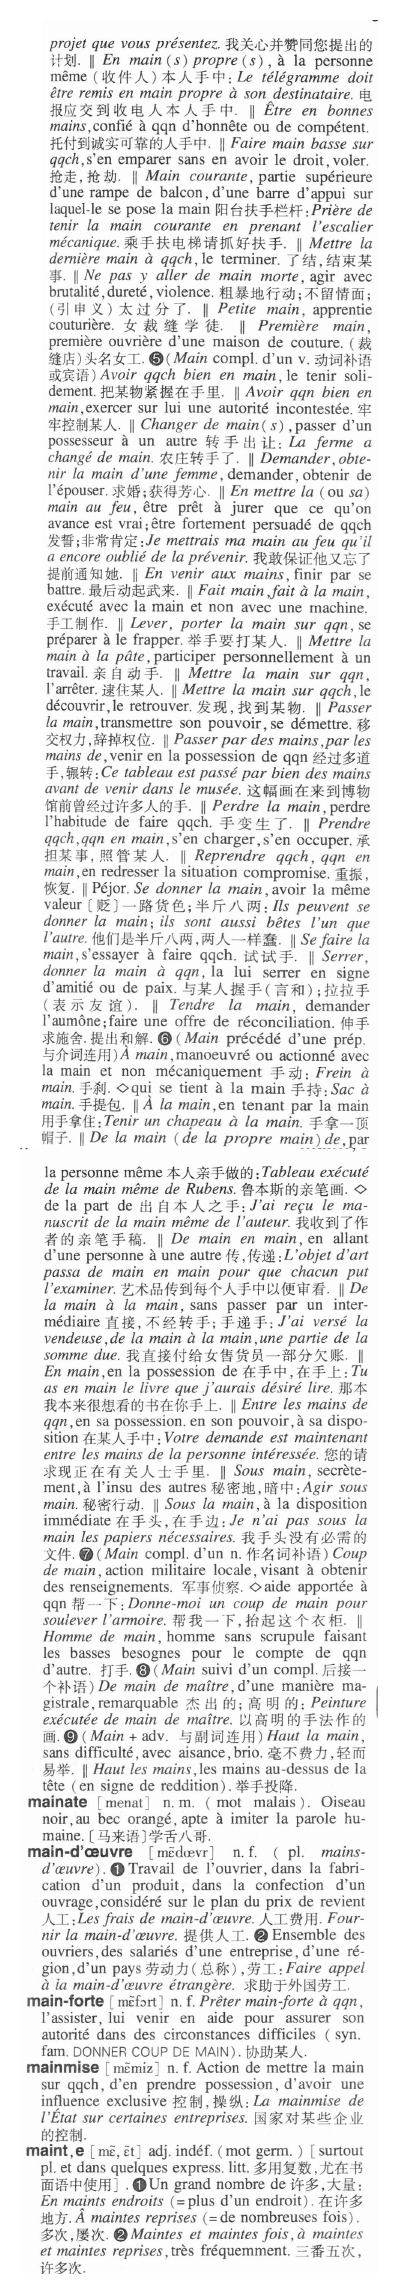 projet que vous présentez. 我关心并赞同您提出的
计划. ‖ En main(s) propre(s), à la personne
même (收件人)本人手中: Le télégramme doit
être remis en main propre à son destinataire. 电
报应交到收电人本人手中. ‖ Être en bonnes
mains, confié à qqn d'honnête ou de compétent.
托付到诚实可靠的人手中. ‖ Faire main basse sur
qqch, s'en emparer sans en avoir le droit, voler.
抢走, 抢劫. ‖ Main courante, partie supérieure
d'une rampe de balcon, d'une barre d'appui sur
laquel-le se pose la main 阳台扶手栏杆: Prière de
tenir la main courante en prenant l'escalier
mécanique. 乘手扶电梯请抓好扶手. ‖ Mettre la
dernière main à qqch, le terminer. 了结, 结束某
事. ‖ Ne pas y aller de main morte, agir avec
brutalité, dureté, violence. 粗暴地行动; 不留情面;
(引申义) 太过分了. ‖ Petite main, apprentie
couturière. 女裁缝学徒. ‖ Première main,
première ouvrière d'une maison de couture. (裁
缝店)头名女工. ❺ (Main compl. d'un v. 动词补语
或宾语) Avoir qqch bien en main, le tenir soli-
dement. 把某物紧握在手里. ‖ Avoir qqn bien en
main, exercer sur lui une autorité incontestée. 牢
牢控制某人. ‖ Changer de main(s), passer d'un
possesseur à un autre 转手出让: La ferme a
changé de main. 农庄转手了. ‖ Demander, obte-
nir la main d'une femme, demander, obtenir de
l'épouser. 求婚; 获得芳心. ‖ En mettre la (ou sa)
main au feu, être prêt à jurer que ce qu'on
avance est vrai; être fortement persuadé de qqch
发誓; 非常肯定: Je mettrais ma main au feu qu'il
a encore oublié de la prévenir. 我敢保证他又忘了
提前通知她. ‖ En venir aux mains, finir par se
battre. 最后动起武来. ‖ Fait main, fait à la main,
exécuté avec la main et non avec une machine.
手工制作. ‖ Lever, porter la main sur qqn, se
préparer à le frapper. 举手要打某人. ‖ Mettre la
main à la pâte, participer personnellement à un
travail. 亲自动手. ‖ Mettre la main sur qqn,
l'arrêter. 逮住某人. ‖ Mettre la main sur qqch, le
découvrir, le retrouver. 发现, 找到某物. ‖ Passer
la main, transmettre son pouvoir, se démettre. 移
交权力, 辞掉权位. ‖ Passer par des mains, par les
mains de, venir en la possession de qqn 经过多道
手, 辗转: Ce tableau est passé par bien des mains
avant de venir dans le musée. 这幅画在来到博物
馆前曾经过许多人的手. ‖ Perdre la main, perdre
l'habitude de faire qqch. 手变生了. ‖ Prendre
qqch, qqn en main, s'en charger, s'en occuper. 承
担某事, 照管某人. ‖ Reprendre qqch, qqn en
main, en redresser la situation compromise. 重振,
恢复. ‖ Péjor. Se donner la main, avoir la même
valeur [贬]一路货色; 半斤八两: Ils peuvent se
donner la main; ils sont aussi bêtes l'un que
l'autre. 他们是半斤八两, 两人一样蠢. ‖ Se faire la
main, s'essayer à faire qqch. 试试手. ‖ Serrer,
donner la main à qqn, la lui serrer en signe
d'amitié ou de paix. 与某人握手(言和); 拉拉手
(表示友谊). ‖ Tendre la main, demander
l'aumône; faire une offre de réconciliation. 伸手
求施舍. 提出和解. ❻ (Main précédé d'une prép.
与介词连用) À main, manoeuvré ou actionné avec
la main et non mécaniquement 手动: Frein à
main. 手刹. ◇qui se tient à la main 手持: Sac à
main. 手提包. ‖ À la main, en tenant par la main
用手拿住: Tenir un chapeau à la main. 手拿一顶
帽子. ‖ De la main (de la propre main) de, par
la personne même 本人亲手做的: Tableau exécuté
de la main même de Rubens. 鲁本斯的亲笔画. ◇
de la part de 出自本人之手: J'ai reçu le ma-
nuscrit de la main même de l'auteur. 我收到了作
者的亲笔手稿. ‖ De main en main, en allant
d'une personne à une autre 传, 传递: L'objet d'art
passa de main en main pour que chacun put
l'examiner. 艺术品传到每个人手中以便审看. ‖ De
la main à la main, sans passer par un inter-
médiaire 直接, 不经转手; 手递手: J'ai versé la
vendeuse, de la main à la main, une partie de la
somme due. 我直接付给女售货员一部分欠账. ‖
En main, en la possession de 在手中, 在手上: Tu
as en main le livre que j'aurais désiré lire. 那本
我本来很想看的书在你手上. ‖ Entre les mains de
qqn, en sa possession. en son pouvoir, à sa dispo-
sition 在某人手中: Votre demande est maintenant
entre les mains de la personne intéressée. 您的请
求现正在有关人士手里. ‖ Sous main, secrète-
ment, à l'insu des autres 秘密地, 暗中: Agir sous
main. 秘密行动. ‖ Sous la main, à la disposition
immédiate 在手头, 在手边: Je n'ai pas sous la
main les papiers nécessaires. 我手头没有必需的
文件. ❼ (Main compl. d'un n. 作名词补语) Coup
de main, action militaire locale, visant à obtenir
des renseignements. 军事侦察. ◇aide apportée à
qqn 帮一下: Donne-moi un coup de main pour
soulever l'armoire. 帮我一下, 抬起这个衣柜. ‖
Homme de main, homme sans scrupule faisant
les basses besognes pour le compte de qqn
d'autre. 打手. ❽ (Main suivi d'un compl. 后接一
个补语) De main de maître, d'une manière ma-
gistrale, remarquable 杰出的; 高明的: Peinture
exécutée de main de maître. 以高明的手法作的
画. ❾ (Main + adv. 与副词连用) Haut la main,
sans difficulté, avec aisance, brio. 毫不费力, 轻而
易举. ‖ Haut les mains, les mains au-dessus de la
tête (en signe de reddition). 举手投降.
mainate [menat] n. m. (mot malais). Oiseau
noir, au bec orangé, apte à imiter la parole hu-
maine. [马来语]学舌八哥.
main-d'œuvre [mɛ̃dœvr] n. f. (pl. mains-
d'œuvre). ❶ Travail de l'ouvrier, dans la fabri-
cation d'un produit, dans la confection d'un
ouvrage, considéré sur le plan du prix de revient
人工: Les frais de main-d'œuvre. 人工费用. Four-
nir la main-d'œuvre. 提供人工. ❷ Ensemble des
ouvriers, des salariés d'une entreprise, d'une ré-
gion, d'un pays 劳动力(总称), 劳工: Faire appel
à la main-d'œuvre étrangère. 求助于外国劳工.
main-forte [mɛ̃fɔrt] n. f. Prêter main-forte à qqn,
l'assister, lui venir en aide pour assurer son
autorité dans des circonstances difficiles (syn.
fam. DONNER COUP DE MAIN). 协助某人.
mainmise [mɛ̃miz] n. f. Action de mettre la main
sur qqch, d'en prendre possession, d'avoir une
influence exclusive 控制, 操纵: La mainmise de
l'État sur certaines entreprises. 国家对某些企业
的控制.
maint, e [mɛ̃, ɛ̃t] adj. indéf. (mot germ.) [surtout
pl. et dans quelques express. litt. 多用复数, 尤在书
面语中使用]. ❶ Un grand nombre de 许多, 大量:
En maints endroits (= plus d'un endroit). 在许多
地方. À maintes reprises (= de nombreuses fois).
多次, 屡次. ❷ Maintes et maintes fois, à maintes
et maintes reprises, très fréquemment. 三番五次,
许多次.